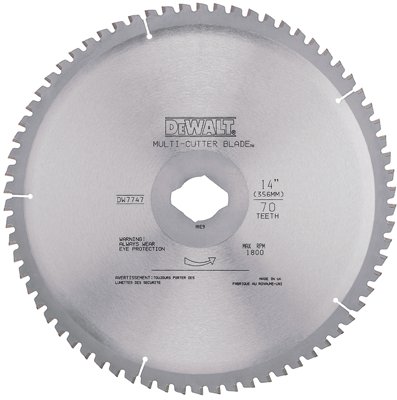 DEWALT
MULTI-CUTTER BLADE
DW7747
14"
(356MM)
70
TEETH
WARNING:
ALWAYS WEAR
EYE PROTECTION
MAX RPM
1800
AVERTISSEMENT: TOUJOURS PORTER DES
LUNETTES DES SECURITE
MADE IN UK
FABRIQUE AU ROYAUME-UNI